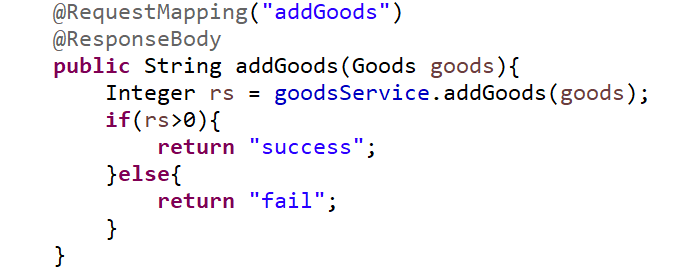 @RequestMapping("addGoods")
@ResponseBody
public String addGoods(Goods goods){
    Integer rs = goodsService.addGoods(goods);
    if(rs>0){
        return "success";
    }else{
        return "fail";
    }
}